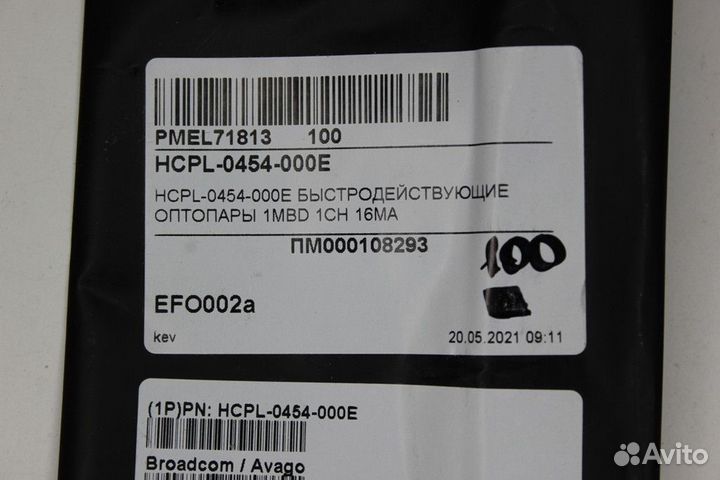 PMEL71813 100
HCPL-0454-000E
HCPL-0454-000E БЫСТРОДЕЙСТВУЮЩИЕ
ОПТОПАРЫ 1MBD 1CH 16MA
ПМ000108293
100
EFO002a
kev 20.05.2021 09:11
(1P)PN: HCPL-0454-000E
Broadcom / Avago
Avito